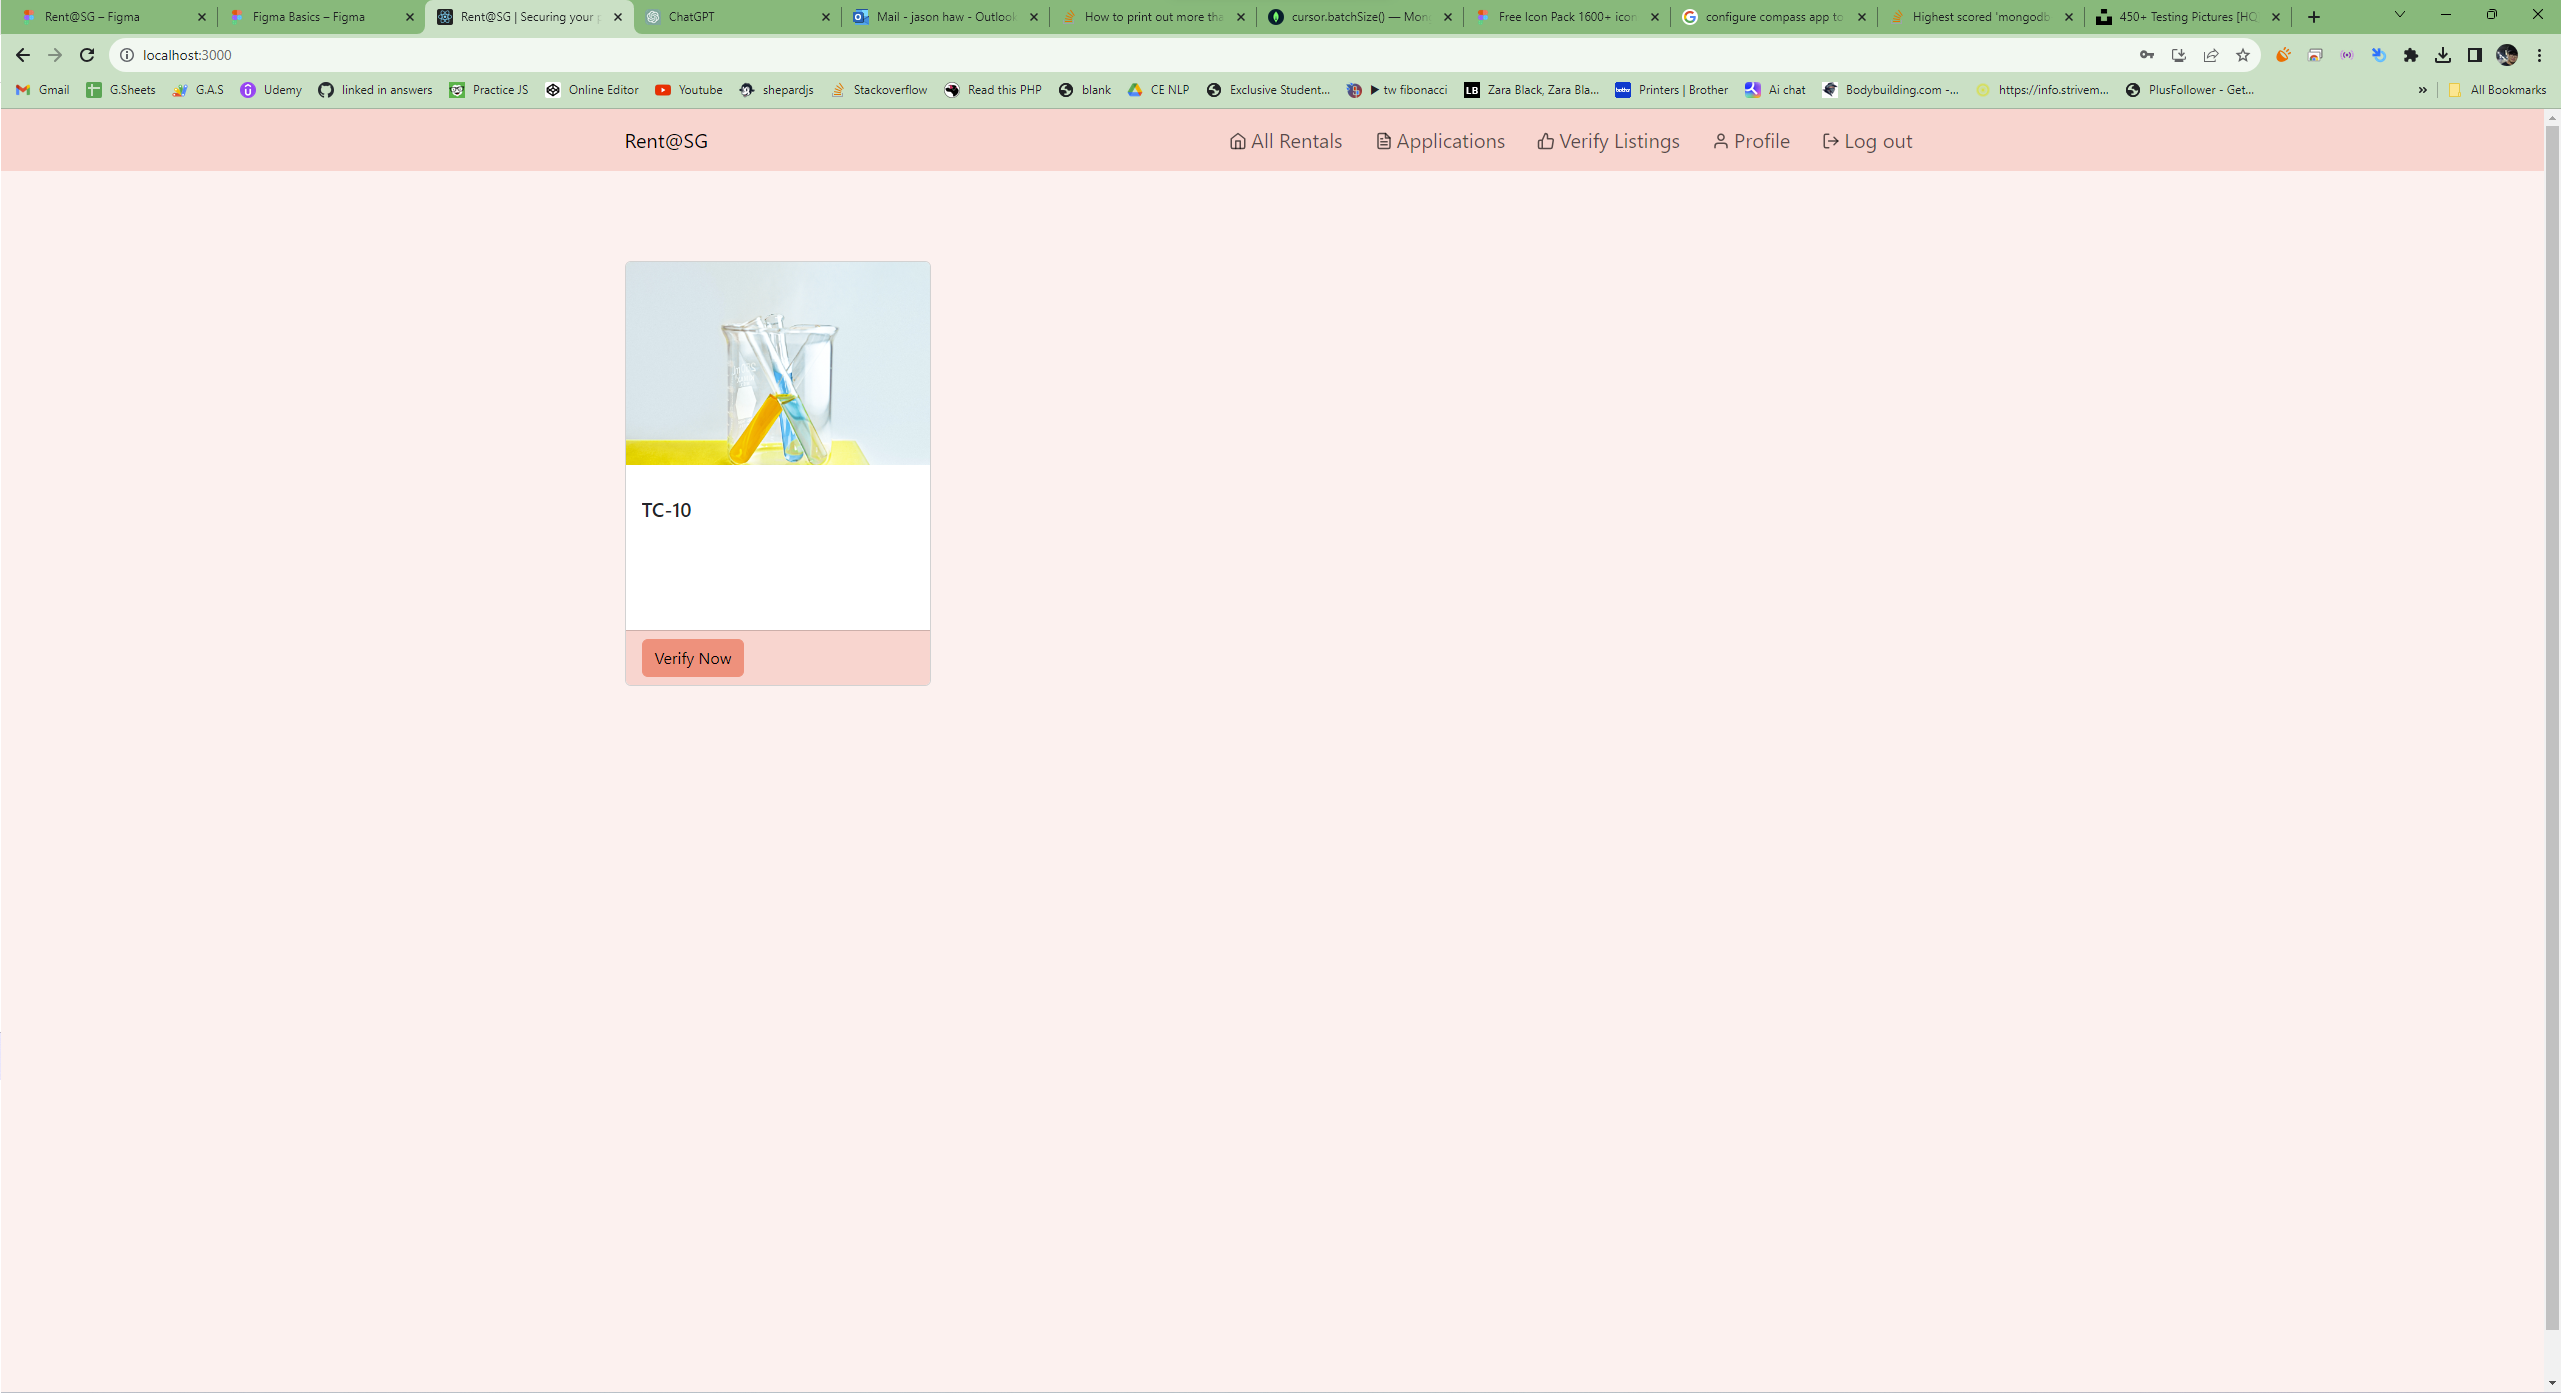 Rent@SG – Figma
Figma Basics – Figma
Rent@SG | Securing your
ChatGPT
Mail - jason haw - Outlook
How to print out more tha
cursor.batchSize() — Mon
Free Icon Pack 1600+ icon
configure compass app to
Highest scored 'mongodb
450+ Testing Pictures [HQ
localhost:3000
Gmail
G.Sheets
G.A.S
Udemy
linked in answers
Practice JS
Online Editor
Youtube
shepardjs
Stackoverflow
Read this PHP
blank
CE NLP
Exclusive Student...
▶ tw fibonacci
LB
Zara Black, Zara Bla...
Printers | Brother
Ai chat
Bodybuilding.com -...
https://info.strivem...
PlusFollower - Get...
»
All Bookmarks
Rent@SG
All Rentals
Applications
Verify Listings
Profile
Log out
TC-10
Verify Now